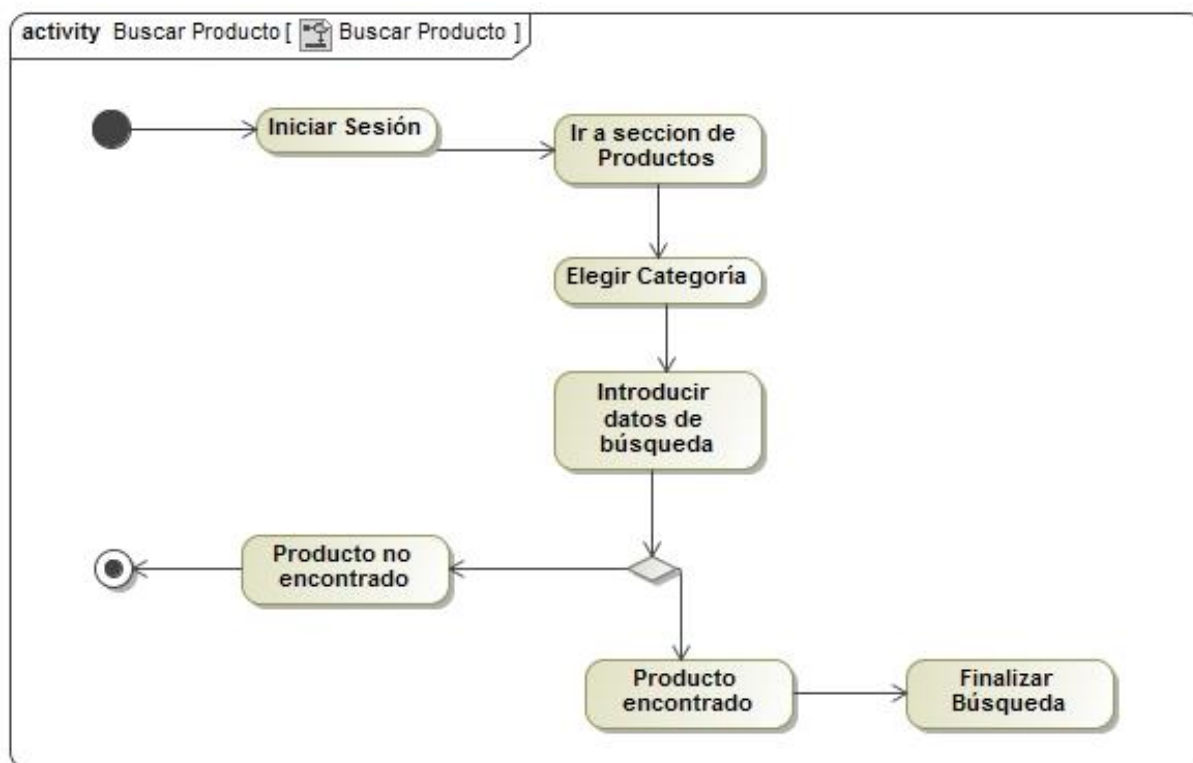 activity Buscar Producto [ Buscar Producto ]
Iniciar Sesión
Ir a seccion de
Productos
Elegir Categoría
Introducir
datos de
búsqueda
Producto no
encontrado
Producto
encontrado
Finalizar
Búsqueda